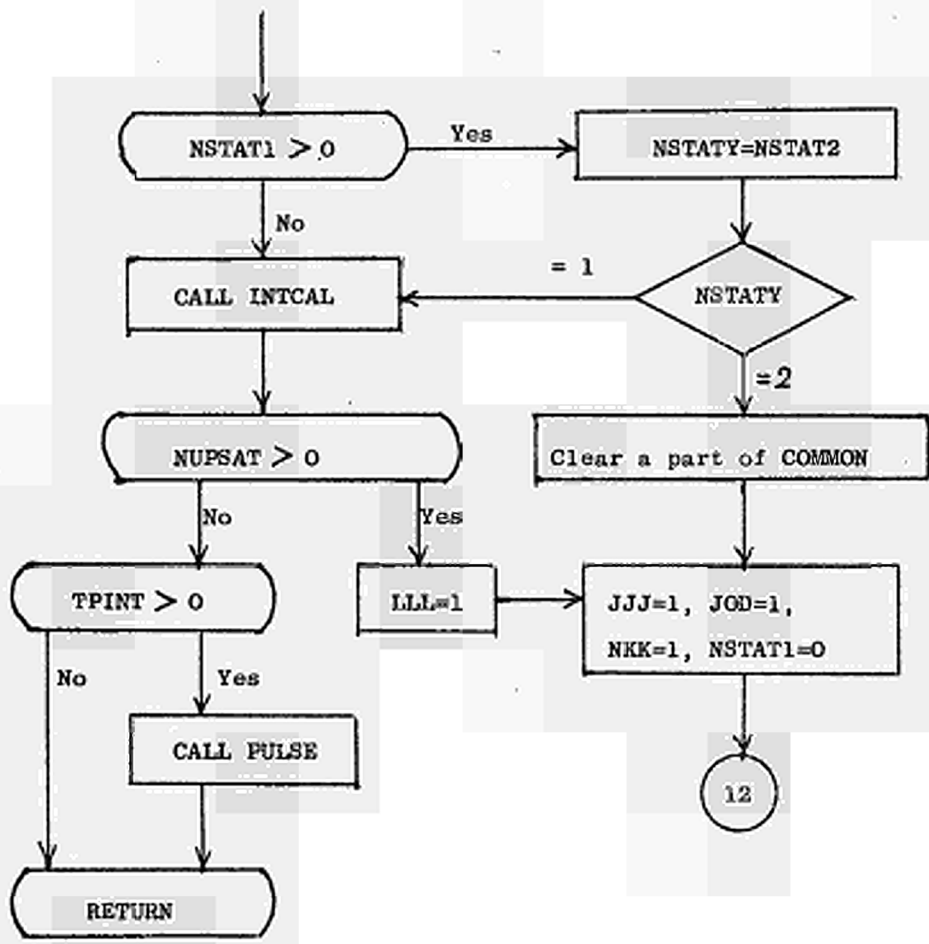 NSTAT1 > 0
Yes
NSTATY=NSTAT2
No
= 1
CALL INTCAL
NSTATY
=2
NUPSAT > 0
Clear a part of COMMON
No
Yes
TPINT > 0
LLL=1
JJJ=1, JOD=1,
NKK=1, NSTAT1=0
No
Yes
CALL PULSE
12
RETURN